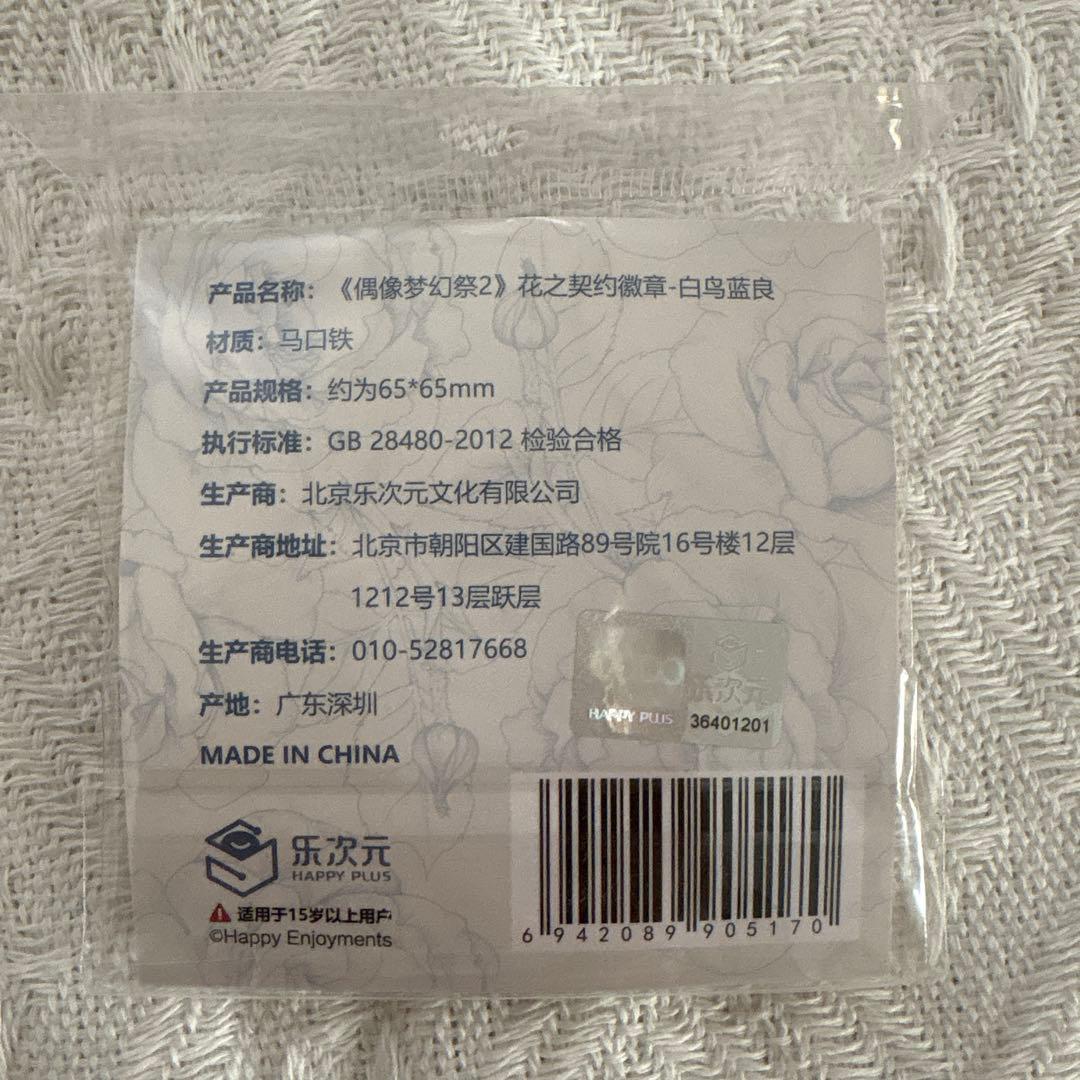 产品名称：《偶像梦幻祭2》花之契约徽章-白鸟蓝良
材质：马口铁
产品规格：约为65*65mm
执行标准：GB 28480-2012 检验合格
生产商：北京乐次元文化有限公司
生产商地址：北京市朝阳区建国路89号院16号楼12层
1212号13层跃层
生产商电话：010-52817668
产地：广东深圳
MADE IN CHINA
乐次元
HAPPY PLUS
36401201
乐次元
HAPPY PLUS
适用于15岁以上用户
©Happy Enjoyments
6 942089 905170